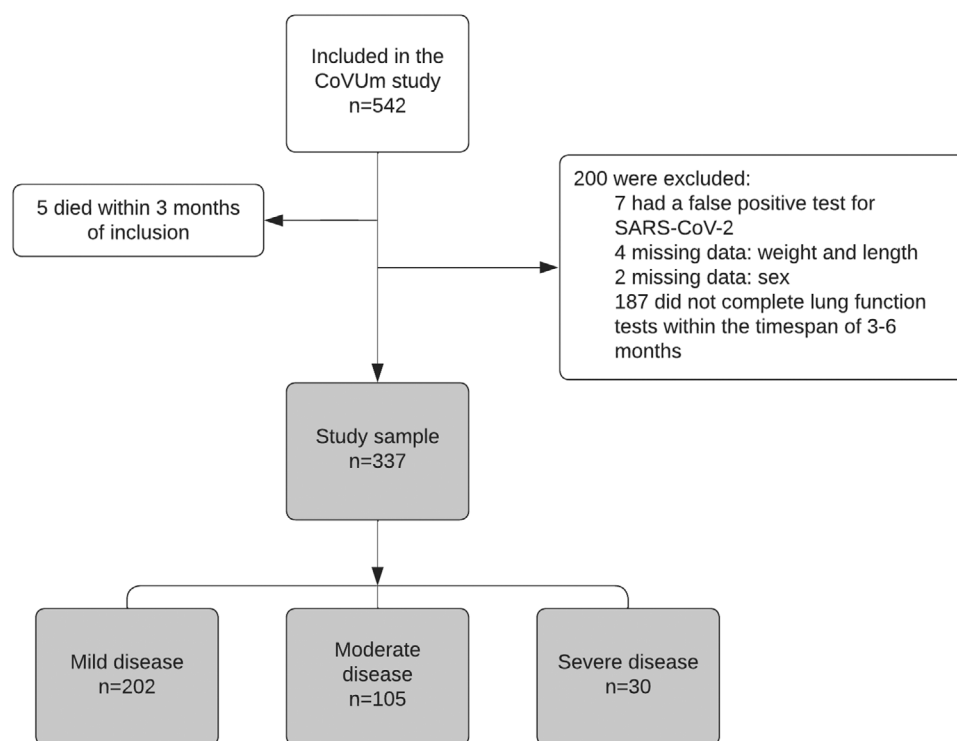 Included in the
CoVUm study
n=542
5 died within 3 months
of inclusion
200 were excluded:
7 had a false positive test for
SARS-CoV-2
4 missing data: weight and length
2 missing data: sex
187 did not complete lung function
tests within the timespan of 3-6
months
Study sample
n=337
Mild disease
n=202
Moderate
disease
n=105
Severe disease
n=30